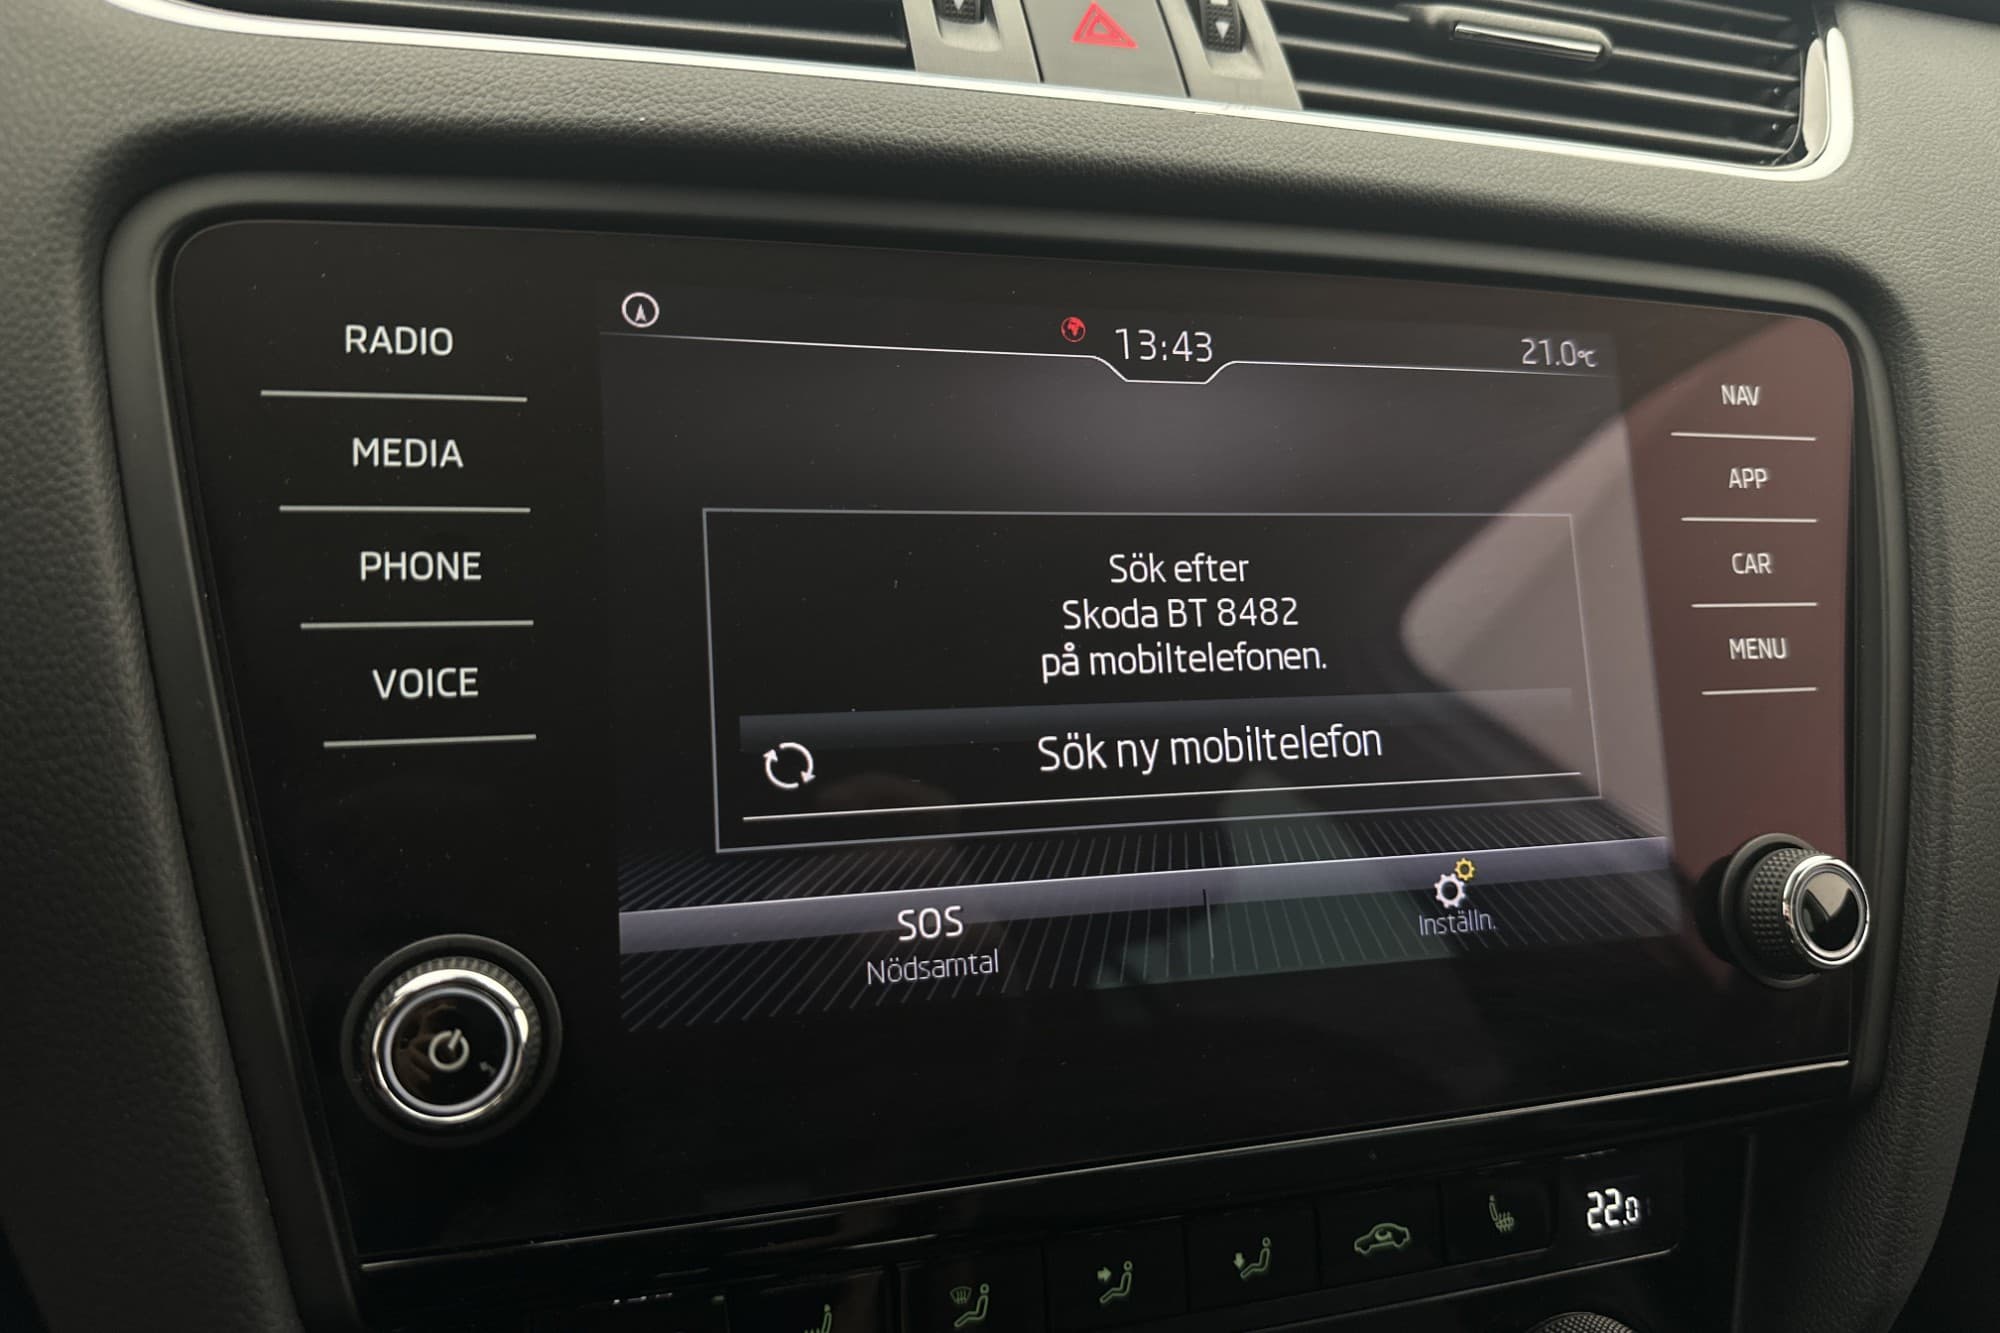 RADIO
MEDIA
PHONE
VOICE
13:43
21.0°C
Sök efter
Skoda BT 8482
på mobiltelefonen.
Sök ny mobiltelefon
SOS
Nödsamtal
Inställn.
NAV
APP
CAR
MENU
22.0